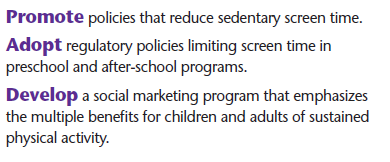 Promote policies that reduce sedentary screen time.
Adopt regulatory policies limiting screen time in
preschool and after-school programs.
Develop a social marketing program that emphasizes
the multiple benefits for children and adults of sustained
physical activity.